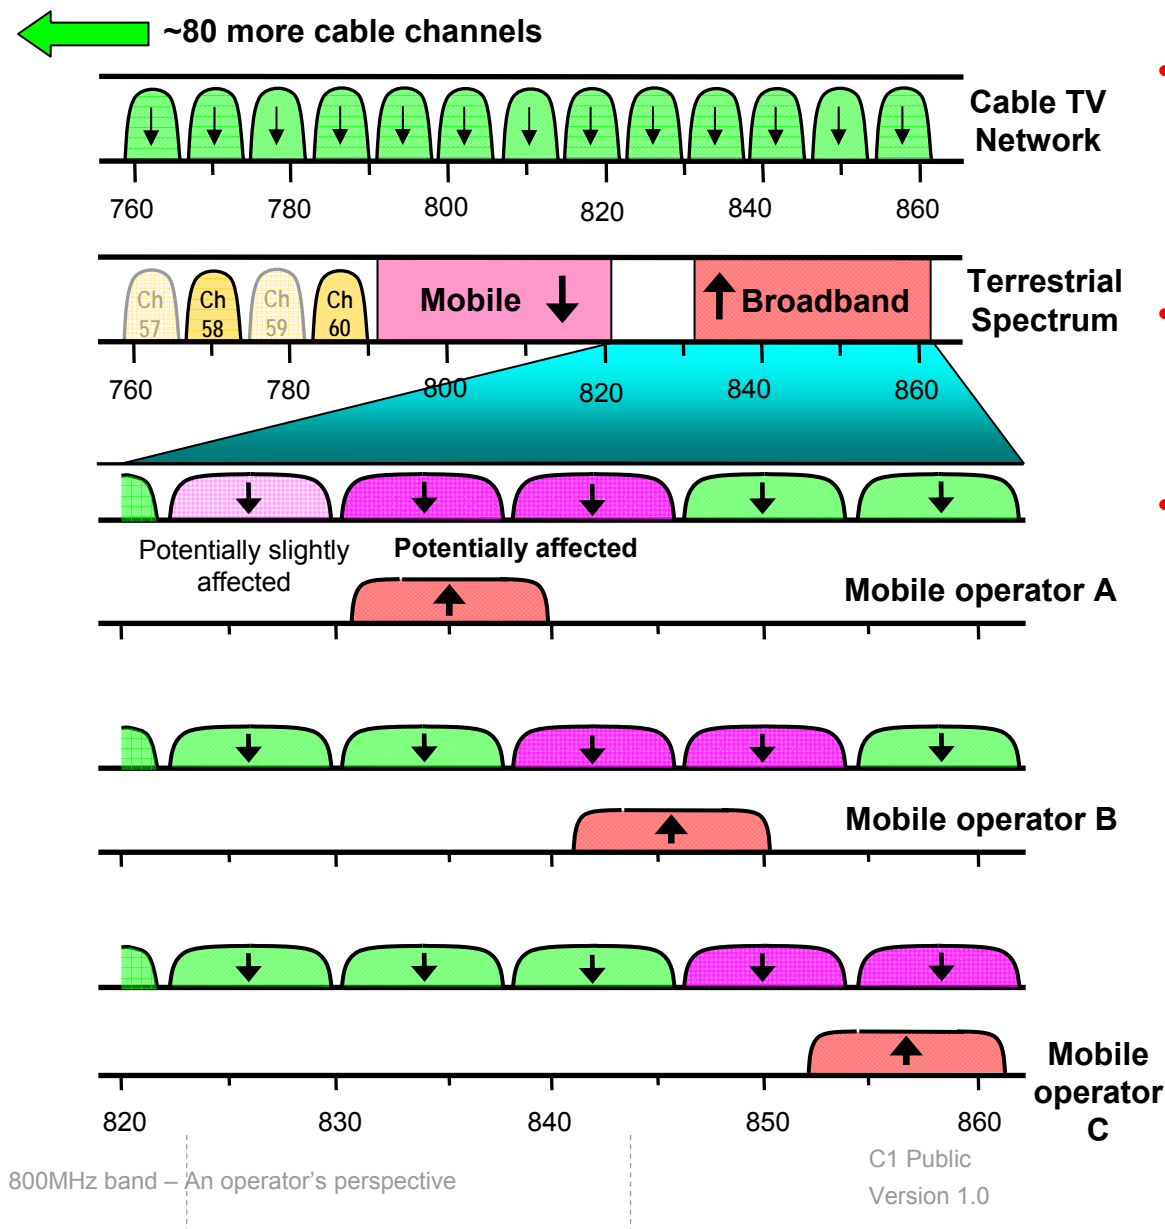 ~80 more cable channels
Cable TV
Network
760 780 800 820 840 860
Ch
57
Ch
58
Ch
59
Ch
60
Mobile
Broadband
Terrestrial
Spectrum
760 780 800 820 840 860
Potentially slightly
affected
Potentially affected
Mobile operator A
Mobile operator B
Mobile
operator
C
820 830 840 850 860
800MHz band – An operator's perspective
C1 Public
Version 1.0